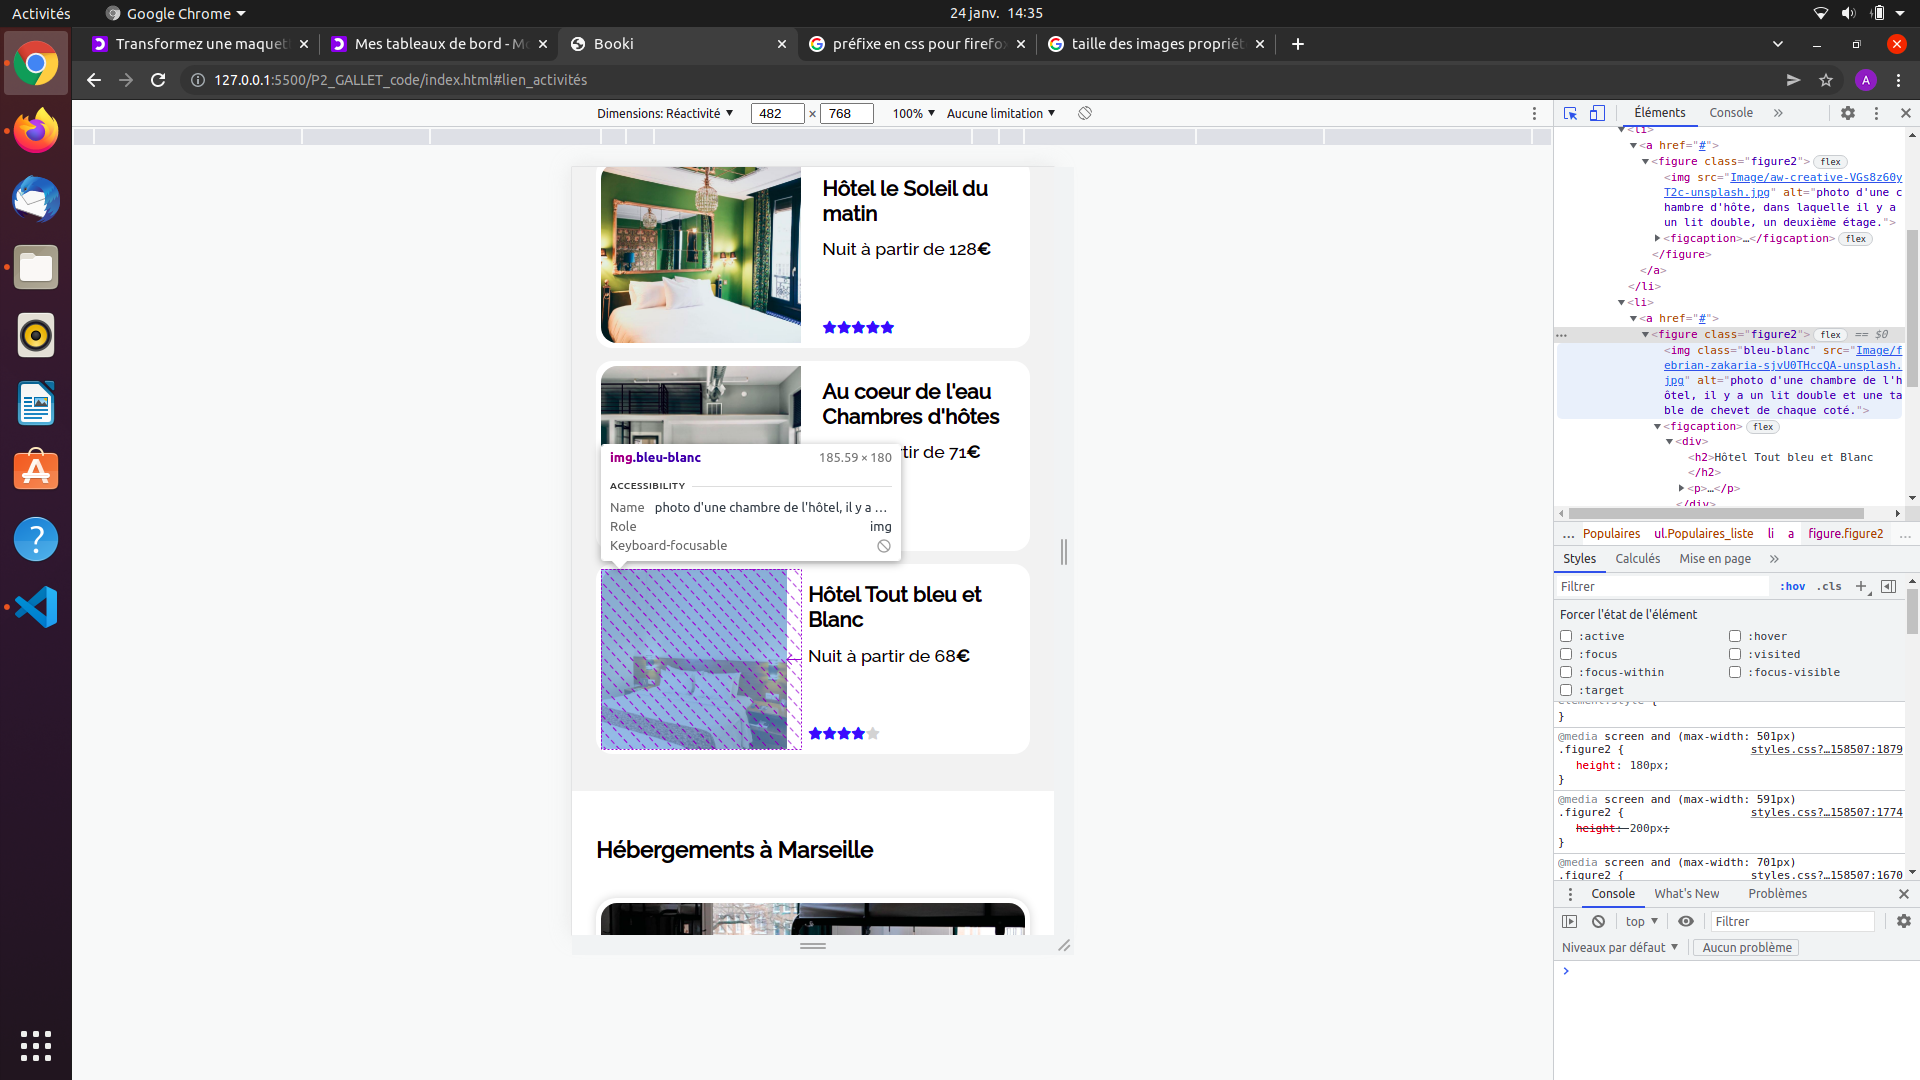 Activités
Google Chrome
24 janv. 14:35
Transformez une maquet
Mes tableaux de bord - Mo
Booki
préfixe en css pour firefox
taille des images propriét
127.0.0.1:5500/P2_GALLET_code/index.html#lien_activités
A
Dimensions: Réactivité ▼ 482 × 768 100% ▼ Aucune limitation ▼
Hôtel le Soleil du
matin
Nuit à partir de 128€
Au coeur de l'eau
Chambres d'hôtes
rtir de 71€
img.bleu-blanc 185.59 × 180
ACCESSIBILITY
Name photo d'une chambre de l'hôtel, il y a …
Role img
Keyboard-focusable
Hôtel Tout bleu et
Blanc
Nuit à partir de 68€
Hébergements à Marseille
Éléments Console »
<li>
<a href="#">
<figure class="figure2"> flex
<img src="Image/aw-creative-VGs8z60y
T2c-unsplash.jpg" alt="photo d'une c
hambre d'hôte, dans laquelle il y a
un lit double, un deuxième étage.">
<figcaption>…</figcaption> flex
</figure>
</a>
</li>
<li>
<a href="#">
… <figure class="figure2"> flex == $0
<img class="bleu-blanc" src="Image/f
ebrian-zakaria-sjvU0THccQA-unsplash.
jpg" alt="photo d'une chambre de l'h
ôtel, il y a un lit double et une ta
ble de chevet de chaque coté.">
<figcaption> flex
<div>
<h2>Hôtel Tout bleu et Blanc
</h2>
<p>…</p>
</div>
… Populaires ul.Populaires_liste li a figure.figure2 …
Styles Calculés Mise en page »
Filtrer :hov .cls +
Forcer l'état de l'élément
:active :hover
:focus :visited
:focus-within :focus-visible
:target
element.style {
}
@media screen and (max-width: 501px)
.figure2 { styles.css?…158507:1879
height: 180px;
}
@media screen and (max-width: 591px)
.figure2 { styles.css?…158507:1774
height: 200px;
}
@media screen and (max-width: 701px)
.figure2 { styles.css?…158507:1670
Console What's New Problèmes
top ▼ Filtrer
Niveaux par défaut ▼ Aucun problème